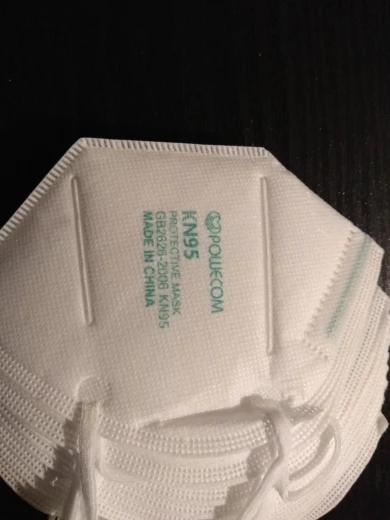 POWECOM
KN95
PROTECTIVE MASK
GB2626-2006 KN95
MADE IN CHINA